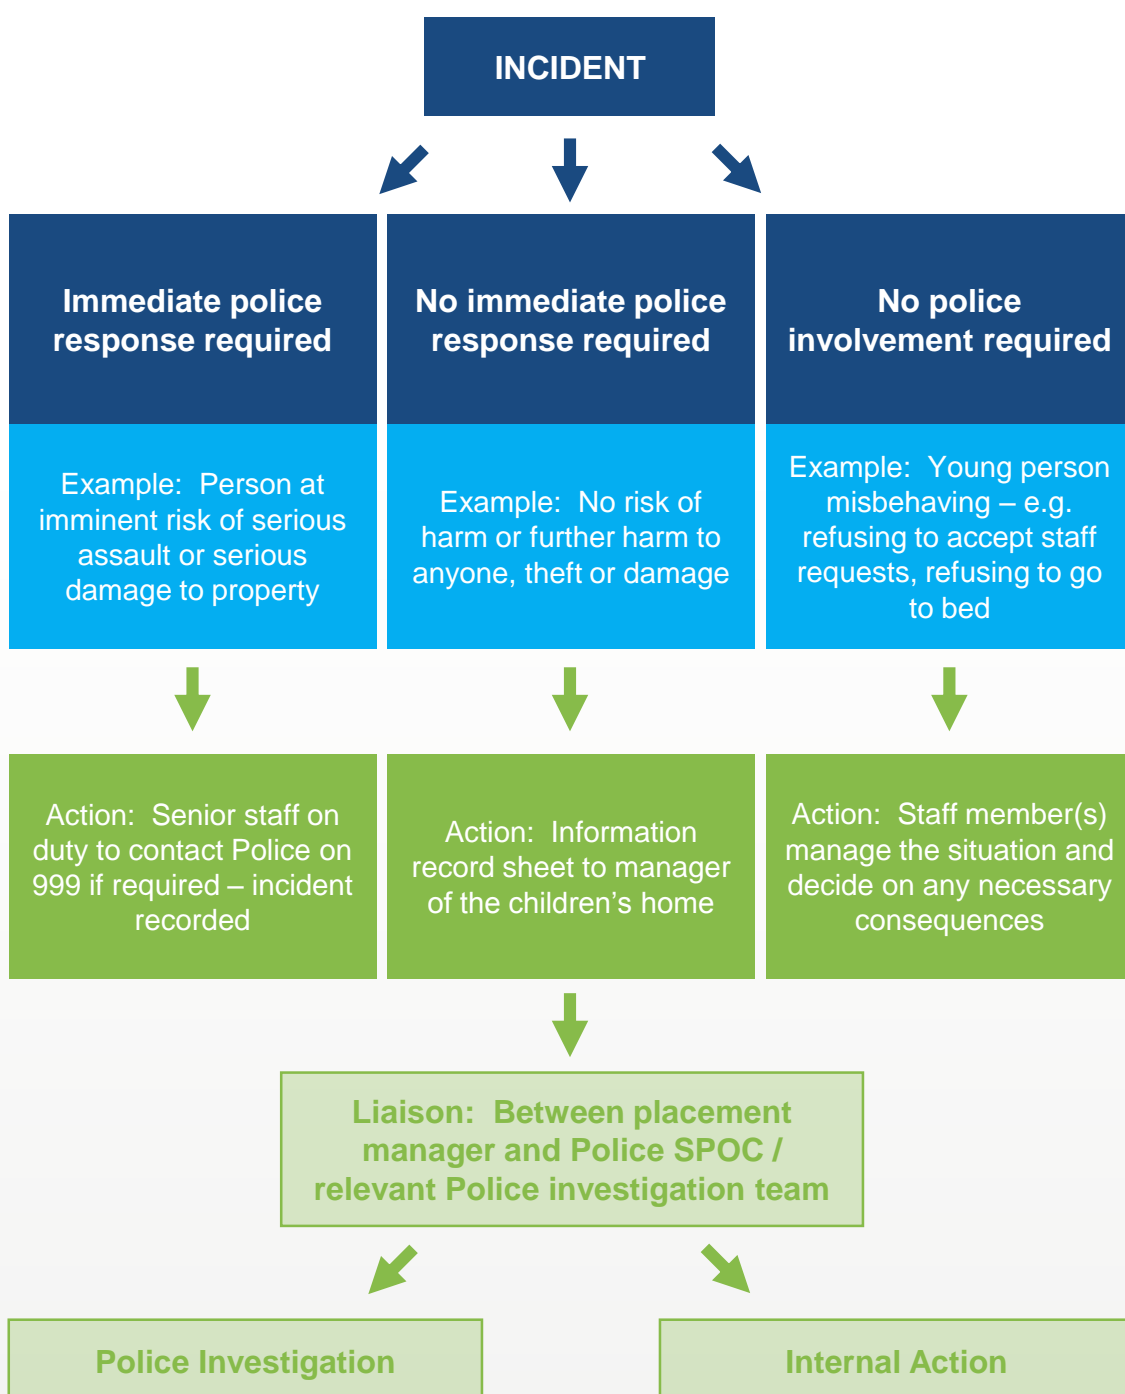 INCIDENT
Immediate police
response required
No immediate police
response required
No police
involvement required
Example:  Person at
imminent risk of serious
assault or serious
damage to property
Example:  No risk of
harm or further harm to
anyone, theft or damage
Example:  Young person
misbehaving – e.g.
refusing to accept staff
requests, refusing to go
to bed
Action:  Senior staff on
duty to contact Police on
999 if required – incident
recorded
Action:  Information
record sheet to manager
of the children’s home
Action:  Staff member(s)
manage the situation and
decide on any necessary
consequences
Liaison:  Between placement
manager and Police SPOC /
relevant Police investigation team
Police Investigation
Internal Action